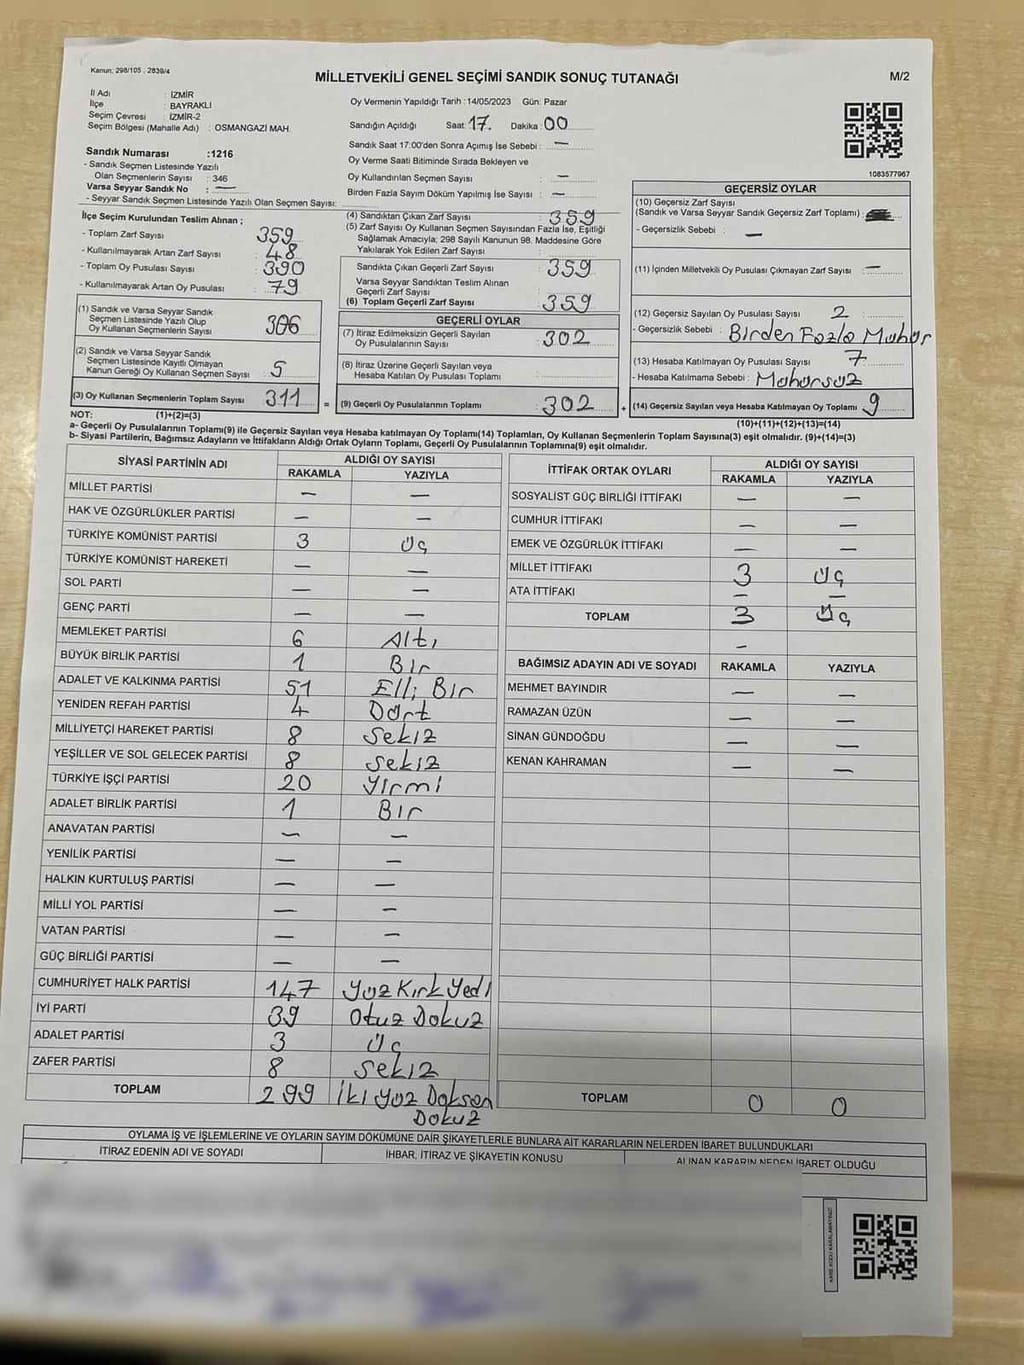 Kanun; 298/105 ; 2839/4
MİLLETVEKİLİ GENEL SEÇİMİ SANDIK SONUÇ TUTANAĞI
M/2
İl Adı : İZMİR
İlçe : BAYRAKLI
Seçim Çevresi : İZMİR-2
Seçim Bölgesi (Mahalle Adı) : OSMANGAZİ MAH.
Sandık Numarası :1216
- Sandık Seçmen Listesinde Yazılı
Olan Seçmenlerin Sayısı : 346
Varsa Seyyar Sandık No : —
- Seyyar Sandık Seçmen Listesinde Yazılı Olan Seçmen Sayısı:
Oy Vermenin Yapıldığı Tarih : 14/05/2023 Gün: Pazar
Sandığın Açıldığı Saat: 17. Dakika : 00
Sandık Saat 17:00'den Sonra Açımış İse Sebebi : —
Oy Verme Saati Bitiminde Sırada Bekleyen ve
Oy Kullandırılan Seçmen Sayısı : —
Birden Fazla Sayım Döküm Yapılmış İse Sayısı : —
1083577967
İlçe Seçim Kurulundan Teslim Alınan ;
- Toplam Zarf Sayısı : 359
- Kullanılmayarak Artan Zarf Sayısı : 48
- Toplam Oy Pusulası Sayısı : 390
- Kullanılmayarak Artan Oy Pusulası : 79
(1) Sandık ve Varsa Seyyar Sandık
Seçmen Listesinde Yazılı Olup
Oy Kullanan Seçmenlerin Sayısı : 306
(2) Sandık ve Varsa Seyyar Sandık
Seçmen Listesinde Kayıtlı Olmayan
Kanun Gereği Oy Kullanan Seçmen Sayısı : 5
(3) Oy Kullanan Seçmenlerin Toplam Sayısı : 311
(4) Sandıktan Çıkan Zarf Sayısı : 359
(5) Zarf Sayısı Oy Kullanan Seçmen Sayısından Fazla İse, Eşitliği
Sağlamak Amacıyla; 298 Sayılı Kanunun 98. Maddesine Göre
Yakılarak Yok Edilen Zarf Sayısı :
Sandıkta Çıkan Geçerli Zarf Sayısı : 359
Varsa Seyyar Sandıktan Teslim Alınan
Geçerli Zarf Sayısı :
(6) Toplam Geçerli Zarf Sayısı : 359
GEÇERLİ OYLAR
(7) İtiraz Edilmeksizin Geçerli Sayılan
Oy Pusulalarının Sayısı : 302
(8) İtiraz Üzerine Geçerli Sayılan veya
Hesaba Katılan Oy Pusulası Toplamı :
= (9) Geçerli Oy Pusulalarının Toplamı : 302 +
GEÇERSİZ OYLAR
(10) Geçersiz Zarf Sayısı
(Sandık ve Varsa Seyyar Sandık Geçersiz Zarf Toplamı) :
- Geçersizlik Sebebi : —
(11) İçinden Milletvekili Oy Pusulası Çıkmayan Zarf Sayısı : —
(12) Geçersiz Sayılan Oy Pusulası Sayısı : 2
- Geçersizlik Sebebi : Birden Fazla Mühür
(13) Hesaba Katılmayan Oy Pusulası Sayısı : 7
- Hesaba Katılmama Sebebi : Mühürsüz
(14) Geçersiz Sayılan veya Hesaba Katılmayan Oy Toplamı : 9
NOT: (1)+(2)=(3)
(10)+(11)+(12)+(13)=(14)
a- Geçerli Oy Pusulalarının Toplamı(9) ile Geçersiz Sayılan veya Hesaba katılmayan Oy Toplamı(14) Toplamları, Oy Kullanan Seçmenlerin Toplam Sayısına(3) eşit olmalıdır. (9)+(14)=(3)
b- Siyasi Partilerin, Bağımsız Adayların ve İttifakların Aldığı Ortak Oyların Toplamı, Geçerli Oy Pusulalarının Toplamına(9) eşit olmalıdır.
SİYASİ PARTİNİN ADI ALDIĞI OY SAYISI
RAKAMLA YAZIYLA
MİLLET PARTİSİ — —
HAK VE ÖZGÜRLÜKLER PARTİSİ — —
TÜRKİYE KOMÜNİST PARTİSİ 3 Üç
TÜRKİYE KOMÜNİST HAREKETİ — —
SOL PARTİ — —
GENÇ PARTİ — —
MEMLEKET PARTİSİ 6 Altı
BÜYÜK BİRLİK PARTİSİ 1 Bir
ADALET VE KALKINMA PARTİSİ 51 Elli Bir
YENİDEN REFAH PARTİSİ 4 Dört
MİLLİYETÇİ HAREKET PARTİSİ 8 Sekiz
YEŞİLLER VE SOL GELECEK PARTİSİ 8 Sekiz
TÜRKİYE İŞÇİ PARTİSİ 20 Yirmi
ADALET BİRLİK PARTİSİ 1 Bir
ANAVATAN PARTİSİ — —
YENİLİK PARTİSİ — —
HALKIN KURTULUŞ PARTİSİ — —
MİLLİ YOL PARTİSİ — —
VATAN PARTİSİ — —
GÜÇ BİRLİĞİ PARTİSİ — —
CUMHURİYET HALK PARTİSİ 147 Yüz Kırk Yedi
İYİ PARTİ 39 Otuz Dokuz
ADALET PARTİSİ 3 Üç
ZAFER PARTİSİ 8 Sekiz
TOPLAM 299 İki Yüz Doksan
Dokuz
İTTİFAK ORTAK OYLARI ALDIĞI OY SAYISI
RAKAMLA YAZIYLA
SOSYALİST GÜÇ BİRLİĞİ İTTİFAKI — —
CUMHUR İTTİFAKI — —
EMEK VE ÖZGÜRLÜK İTTİFAKI — —
MİLLET İTTİFAKI 3 Üç
ATA İTTİFAKI — —
TOPLAM 3 Üç
—
BAĞIMSIZ ADAYIN ADI VE SOYADI RAKAMLA YAZIYLA
MEHMET BAYINDIR — —
RAMAZAN ÜZÜN — —
SİNAN GÜNDOĞDU — —
KENAN KAHRAMAN — —
TOPLAM 0 0
OYLAMA İŞ VE İŞLEMLERİNE VE OYLARIN SAYIM DÖKÜMÜNE DAİR ŞİKAYETLERLE BUNLARA AİT KARARLARIN NELERDEN İBARET BULUNDUKLARI
İTİRAZ EDENİN ADI VE SOYADI İHBAR, İTİRAZ VE ŞİKAYETİN KONUSU ALINAN KARARIN NEDEN İBARET OLDUĞU
KARE KODU KARALAMAYINIZ!